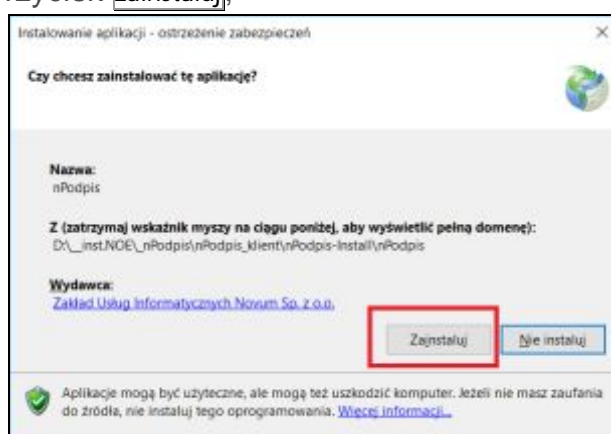 Zainstaluj,
Instalowanie aplikacji - ostrzeżenie zabezpieczeń
Czy chcesz zainstalować tę aplikację?
Nazwa:
nPodpis
Z (zatrzymaj wskaźnik myszy na ciągu poniżej, aby wyświetlić pełną domenę):
D:\__inst.NOE\_nPodpis\nPodpis_klient\nPodpis-Install\nPodpis
Wydawca:
Zakład Usług Informatycznych Novum Sp. z o.o.
Zainstaluj Nie instaluj
Aplikacje mogą być użyteczne, ale mogą też uszkodzić komputer. Jeżeli nie masz zaufania
do źródła, nie instaluj tego oprogramowania. Więcej informacji...